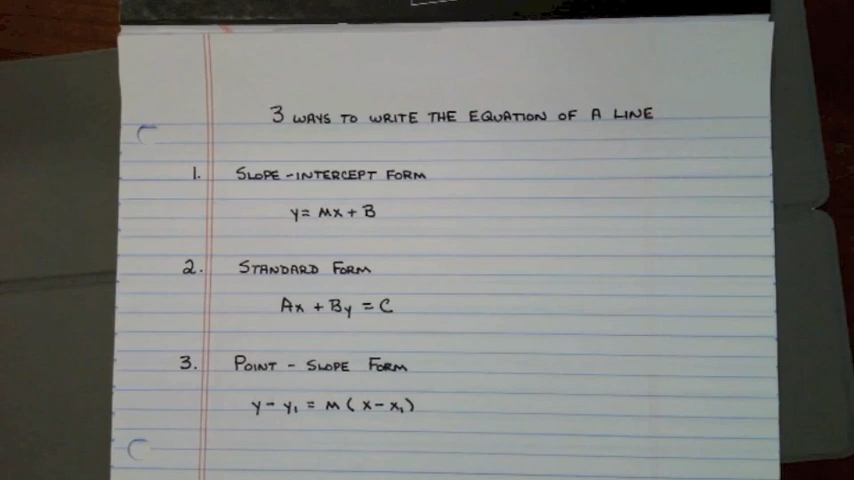 3 WAYS TO WRITE THE EQUATION OF A LINE
1. SLOPE-INTERCEPT FORM
y = mx + B
2. STANDARD FORM
Ax + By = C
3. POINT - SLOPE FORM
y - y₁ = m ( x - x₁)